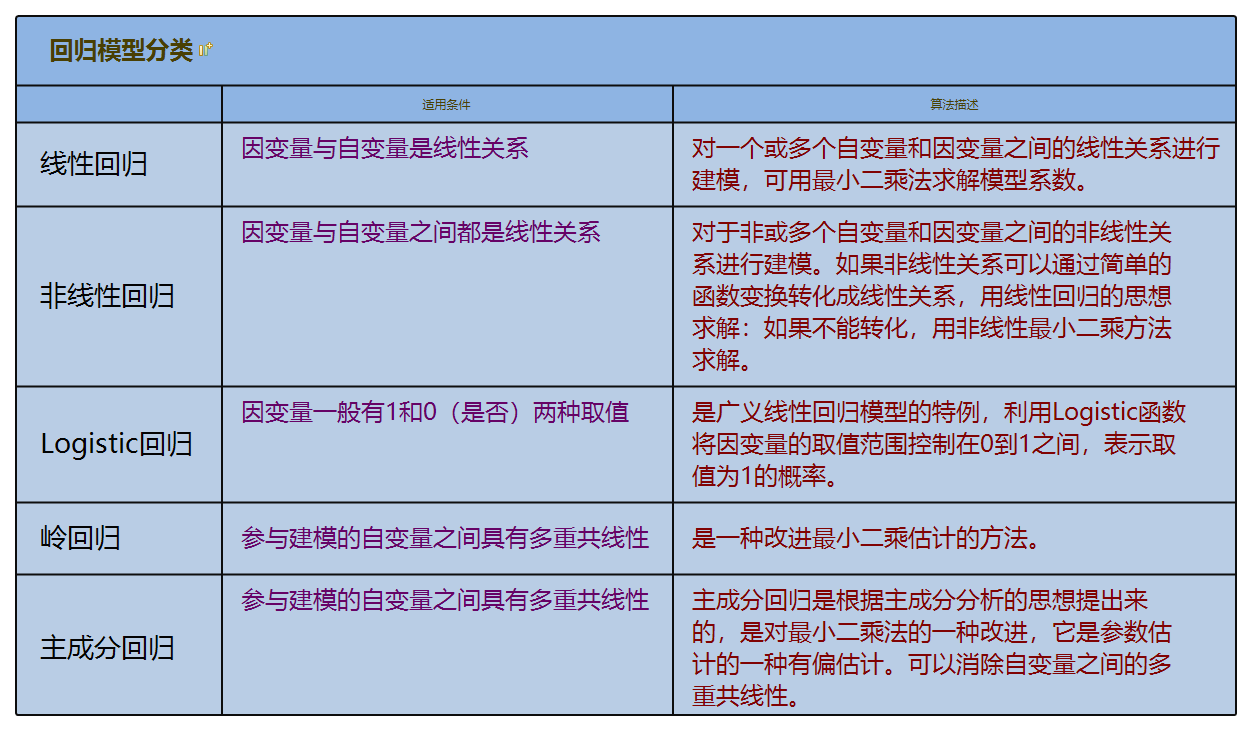 回归模型分类
适用条件
算法描述
线性回归
因变量与自变量是线性关系
对一个或多个自变量和因变量之间的线性关系进行
建模，可用最小二乘法求解模型系数。
非线性回归
因变量与自变量之间都是线性关系
对于非或多个自变量和因变量之间的非线性关
系进行建模。如果非线性关系可以通过简单的
函数变换转化成线性关系，用线性回归的思想
求解：如果不能转化，用非线性最小二乘方法
求解。
Logistic回归
因变量一般有1和0（是否）两种取值
是广义线性回归模型的特例，利用Logistic函数
将因变量的取值范围控制在0到1之间，表示取
值为1的概率。
岭回归
参与建模的自变量之间具有多重共线性
是一种改进最小二乘估计的方法。
主成分回归
参与建模的自变量之间具有多重共线性
主成分回归是根据主成分分析的思想提出来
的，是对最小二乘法的一种改进，它是参数估
计的一种有偏估计。可以消除自变量之间的多
重共线性。